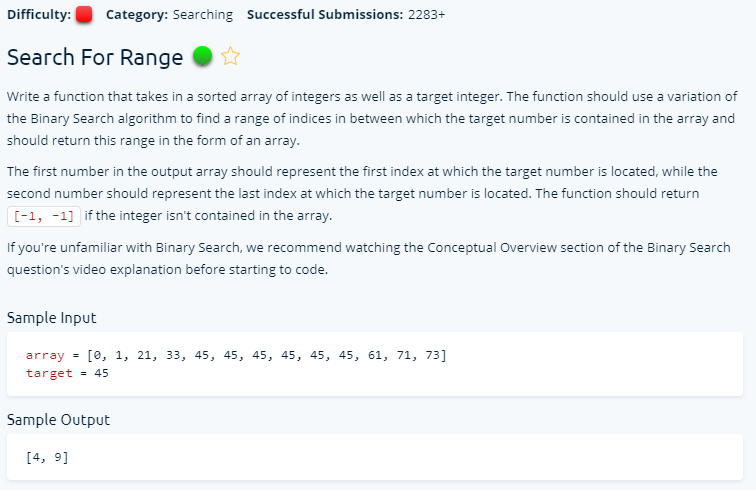 Difficulty: Category: Searching Successful Submissions: 2283+
Search For Range
Write a function that takes in a sorted array of integers as well as a target integer. The function should use a variation of
the Binary Search algorithm to find a range of indices in between which the target number is contained in the array and
should return this range in the form of an array.
The first number in the output array should represent the first index at which the target number is located, while the
second number should represent the last index at which the target number is located. The function should return
[-1, -1] if the integer isn't contained in the array.
If you're unfamiliar with Binary Search, we recommend watching the Conceptual Overview section of the Binary Search
question's video explanation before starting to code.
Sample Input
array = [0, 1, 21, 33, 45, 45, 45, 45, 45, 45, 61, 71, 73]
target = 45
Sample Output
[4, 9]